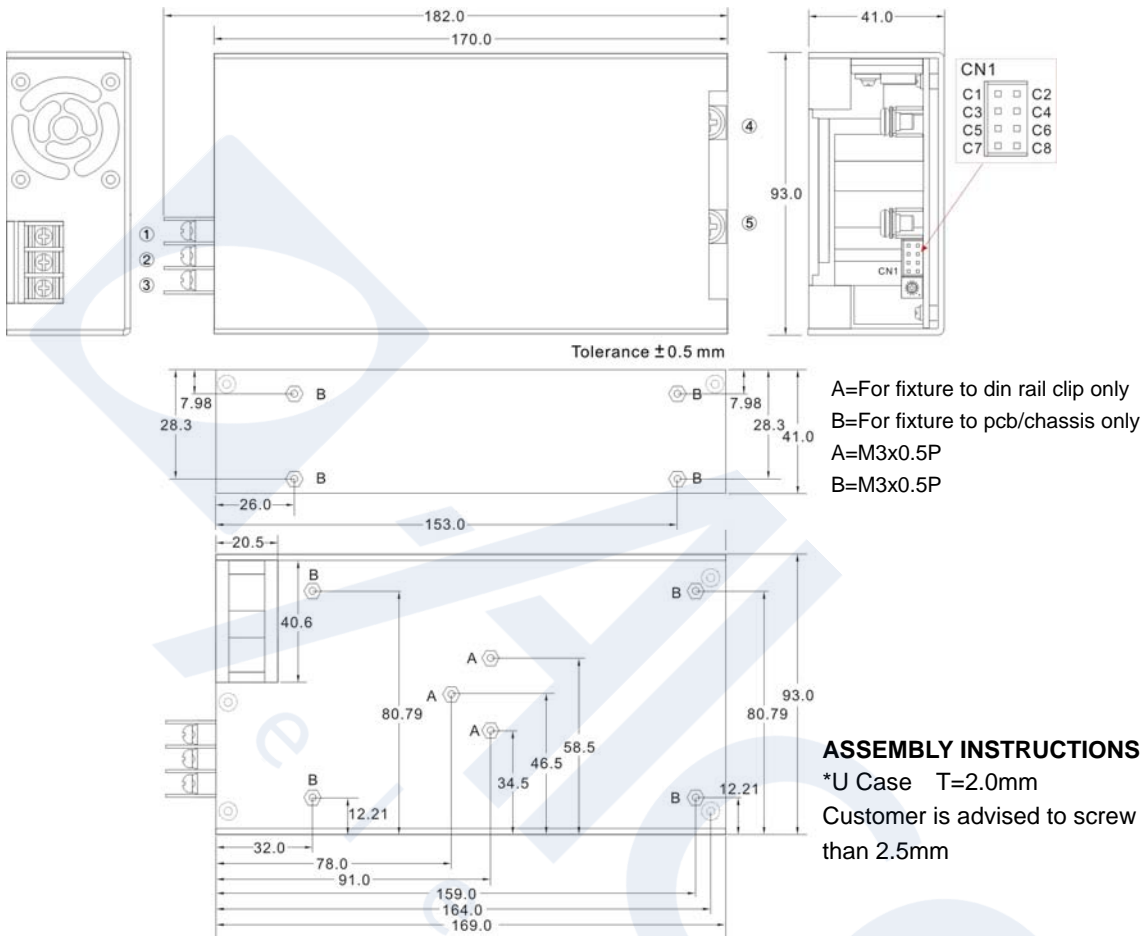 182.0
170.0
41.0
CN1
C1 C2
C3 C4
C5 C6
C7 C8
④
93.0
⑤
①
②
③
CN1
Tolerance ±0.5 mm
B B
7.98 7.98
28.3 28.3
41.0
B B
26.0
153.0
A=For fixture to din rail clip only
B=For fixture to pcb/chassis only
A=M3x0.5P
B=M3x0.5P
20.5
B B
40.6
A
A
80.79 80.79
93.0
A
58.5
46.5
34.5
B B
12.21 12.21
32.0
78.0
91.0
159.0
164.0
169.0
ASSEMBLY INSTRUCTIONS
*U Case T=2.0mm
Customer is advised to screw
than 2.5mm